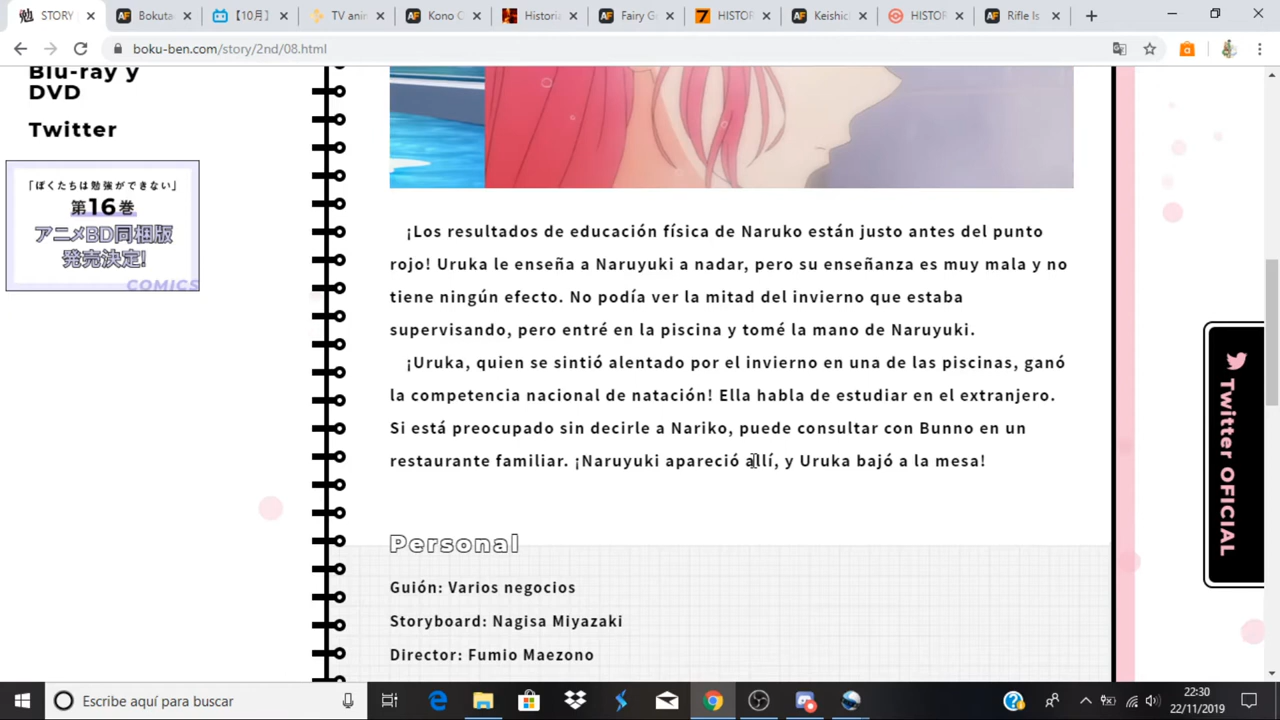 STORY
Bokuta
【10月】
TV anim
Kono C
Historia
Fairy G
HISTOR
Keishic
HISTOR
Rifle Is
boku-ben.com/story/2nd/08.html
Blu-ray y
DVD
Twitter
「ぼくたちは勉強ができない」
第16巻
アニメBD同梱版
発売決定!
COMICS
¡Los resultados de educación física de Naruko están justo antes del punto
rojo! Uruka le enseña a Naruyuki a nadar, pero su enseñanza es muy mala y no
tiene ningún efecto. No podía ver la mitad del invierno que estaba
supervisando, pero entré en la piscina y tomé la mano de Naruyuki.
¡Uruka, quien se sintió alentado por el invierno en una de las piscinas, ganó
la competencia nacional de natación! Ella habla de estudiar en el extranjero.
Si está preocupado sin decirle a Nariko, puede consultar con Bunno en un
restaurante familiar. ¡Naruyuki apareció allí, y Uruka bajó a la mesa!
Personal
Guión: Varios negocios
Storyboard: Nagisa Miyazaki
Director: Fumio Maezono
Twitter OFICIAL
Escribe aquí para buscar
22:30
22/11/2019